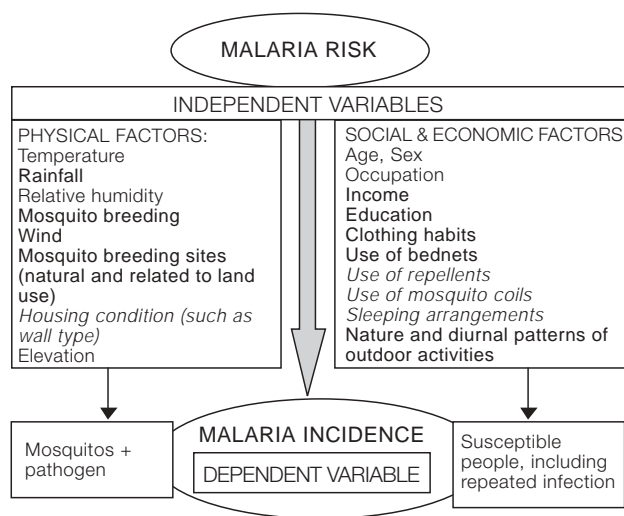 MALARIA RISK
INDEPENDENT VARIABLES
PHYSICAL FACTORS:
Temperature
Rainfall
Relative humidity
Mosquito breeding
Wind
Mosquito breeding sites
(natural and related to land
use)
Housing condition (such as
wall type)
Elevation
SOCIAL & ECONOMIC FACTORS
Age, Sex
Occupation
Income
Education
Clothing habits
Use of bednets
Use of repellents
Use of mosquito coils
Sleeping arrangements
Nature and diurnal patterns of
outdoor activities
Mosquitos +
pathogen
MALARIA INCIDENCE
DEPENDENT VARIABLE
Susceptible
people, including
repeated infection